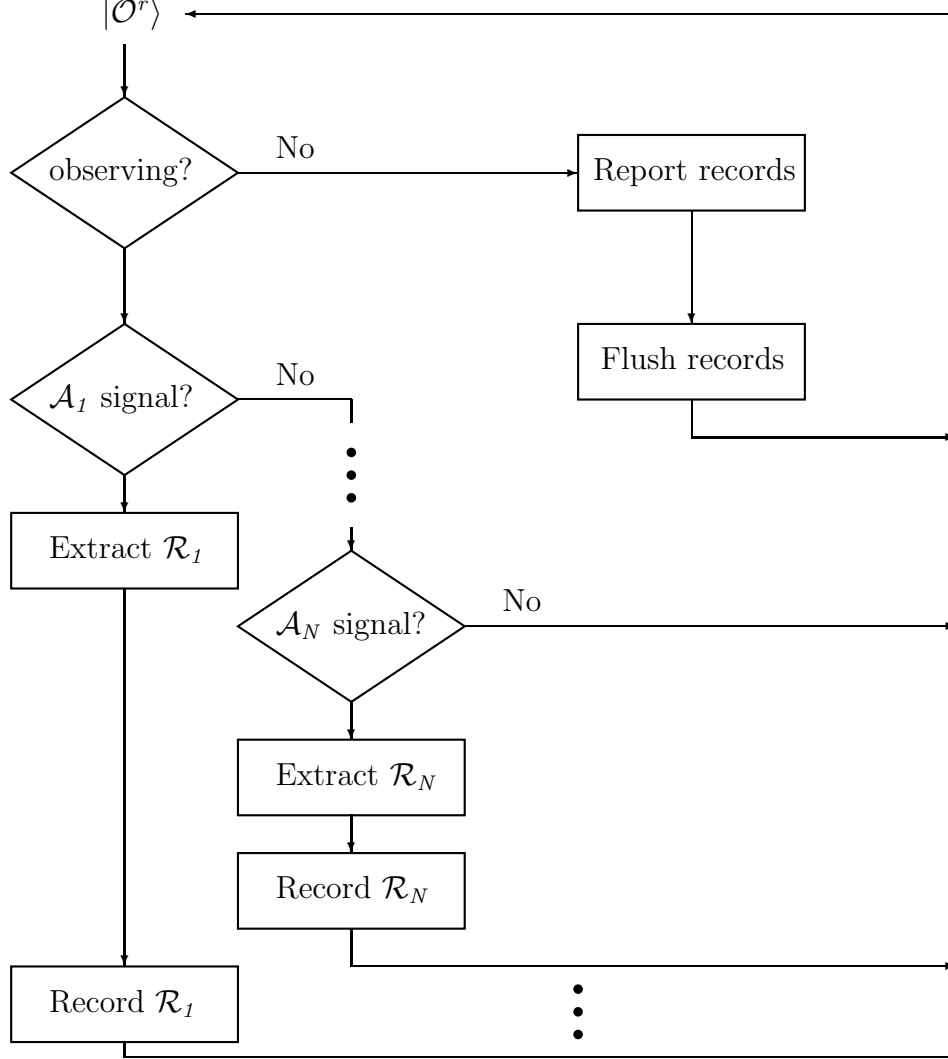 |𝒪ʳ⟩
observing?
No
Report records
Flush records
𝒜₁ signal?
No
Extract ℛ₁
𝒜_N signal?
No
Extract ℛ_N
Record ℛ_N
Record ℛ₁